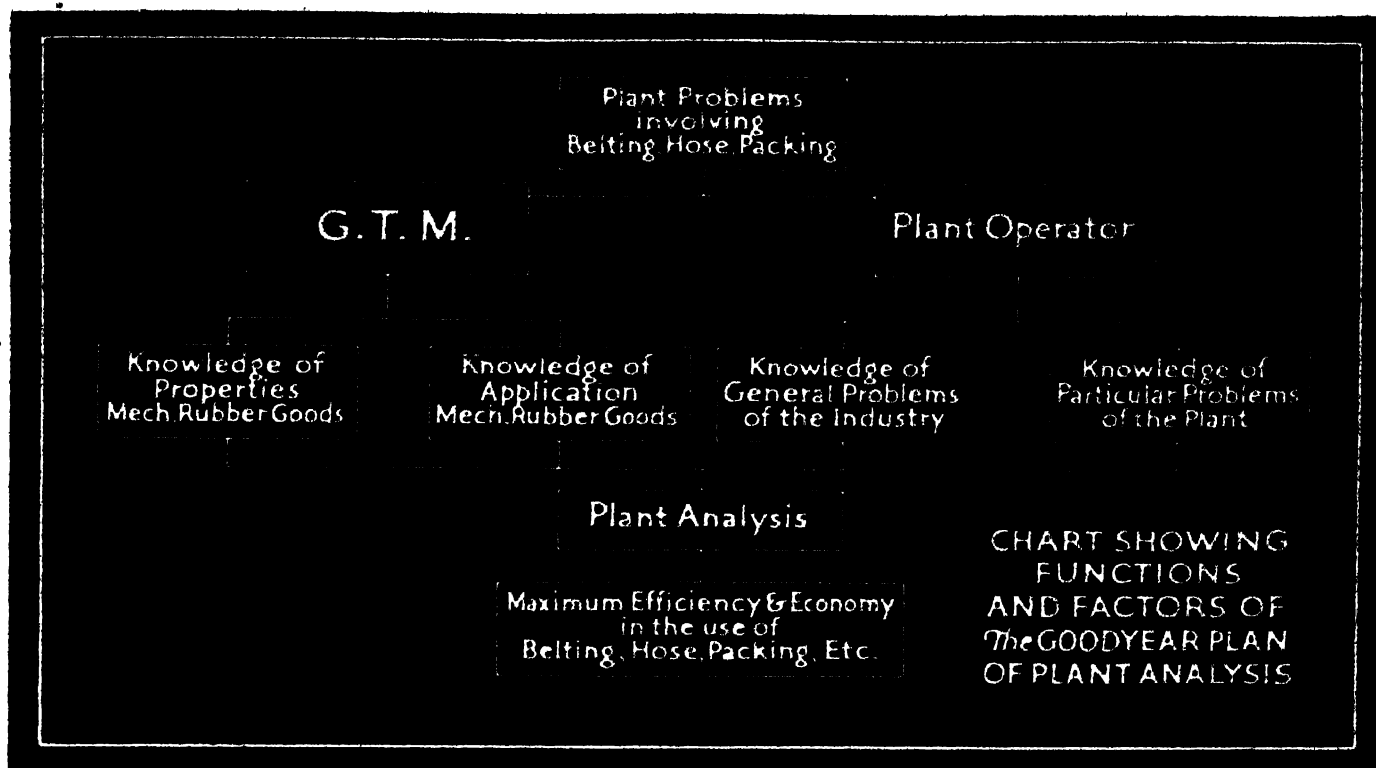 Plant Problems
involving
Belting, Hose, Packing
G. T. M.
Plant Operator
Knowledge of
Properties
Mech. Rubber Goods
Knowledge of
Application
Mech. Rubber Goods
Knowledge of
General Problems
of the Industry
Knowledge of
Particular Problems
of the Plant
Plant Analysis
Maximum Efficiency & Economy
in the use of
Belting, Hose, Packing, Etc.
CHART SHOWING
FUNCTIONS
AND FACTORS OF
The GOODYEAR PLAN
OF PLANT ANALYSIS